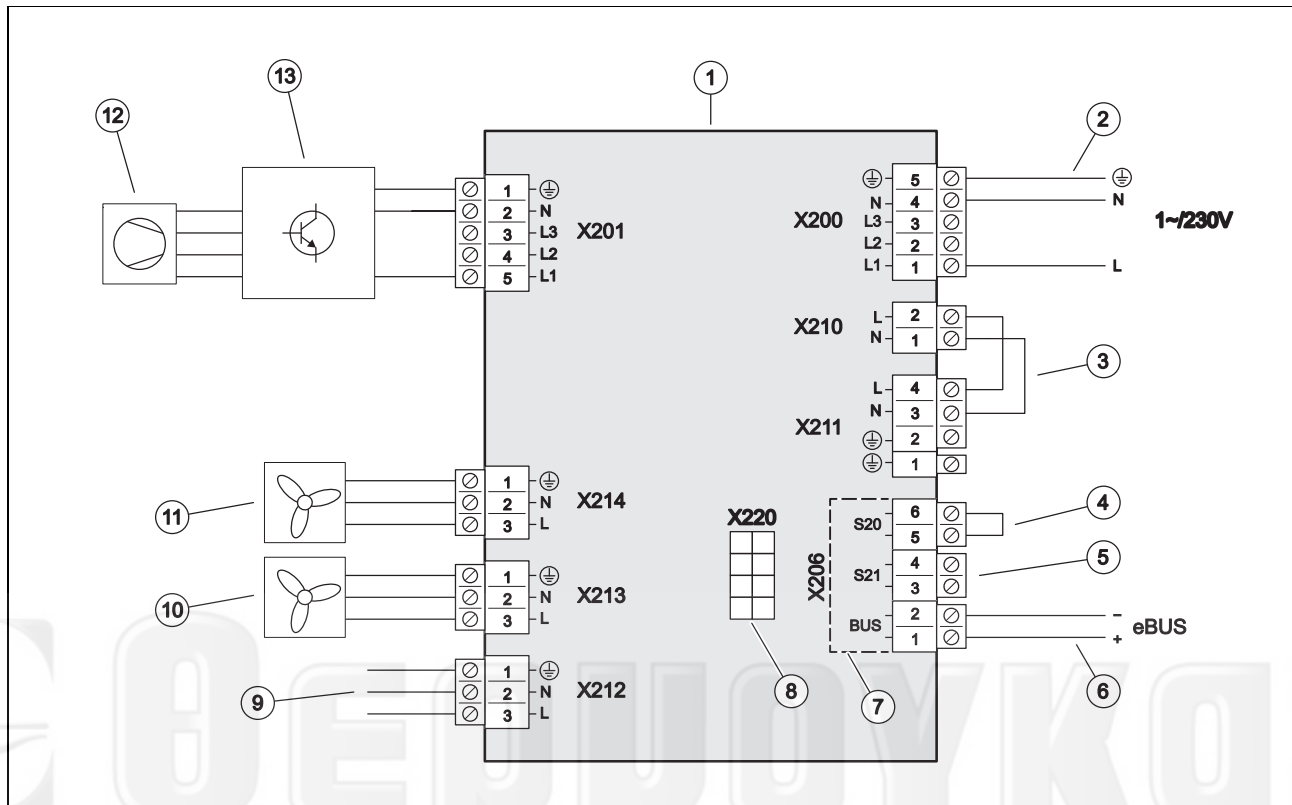 1
2
1~/230V
N
L
X200
5
N 4
L3 3
L2 2
L1 1
X210
L 2
N 1
3
X211
L 4
N 3
2
1
X206
S20
6
5
4
S21
4
3
5
BUS
2
1
- eBUS
+
6
7
X220
8
12
13
1
2 N
3 L3
4 L2
5 L1
X201
11
1
2 N
3 L
X214
10
1
2 N
3 L
X213
9
1
2 N
3 L
X212
θερμογκα